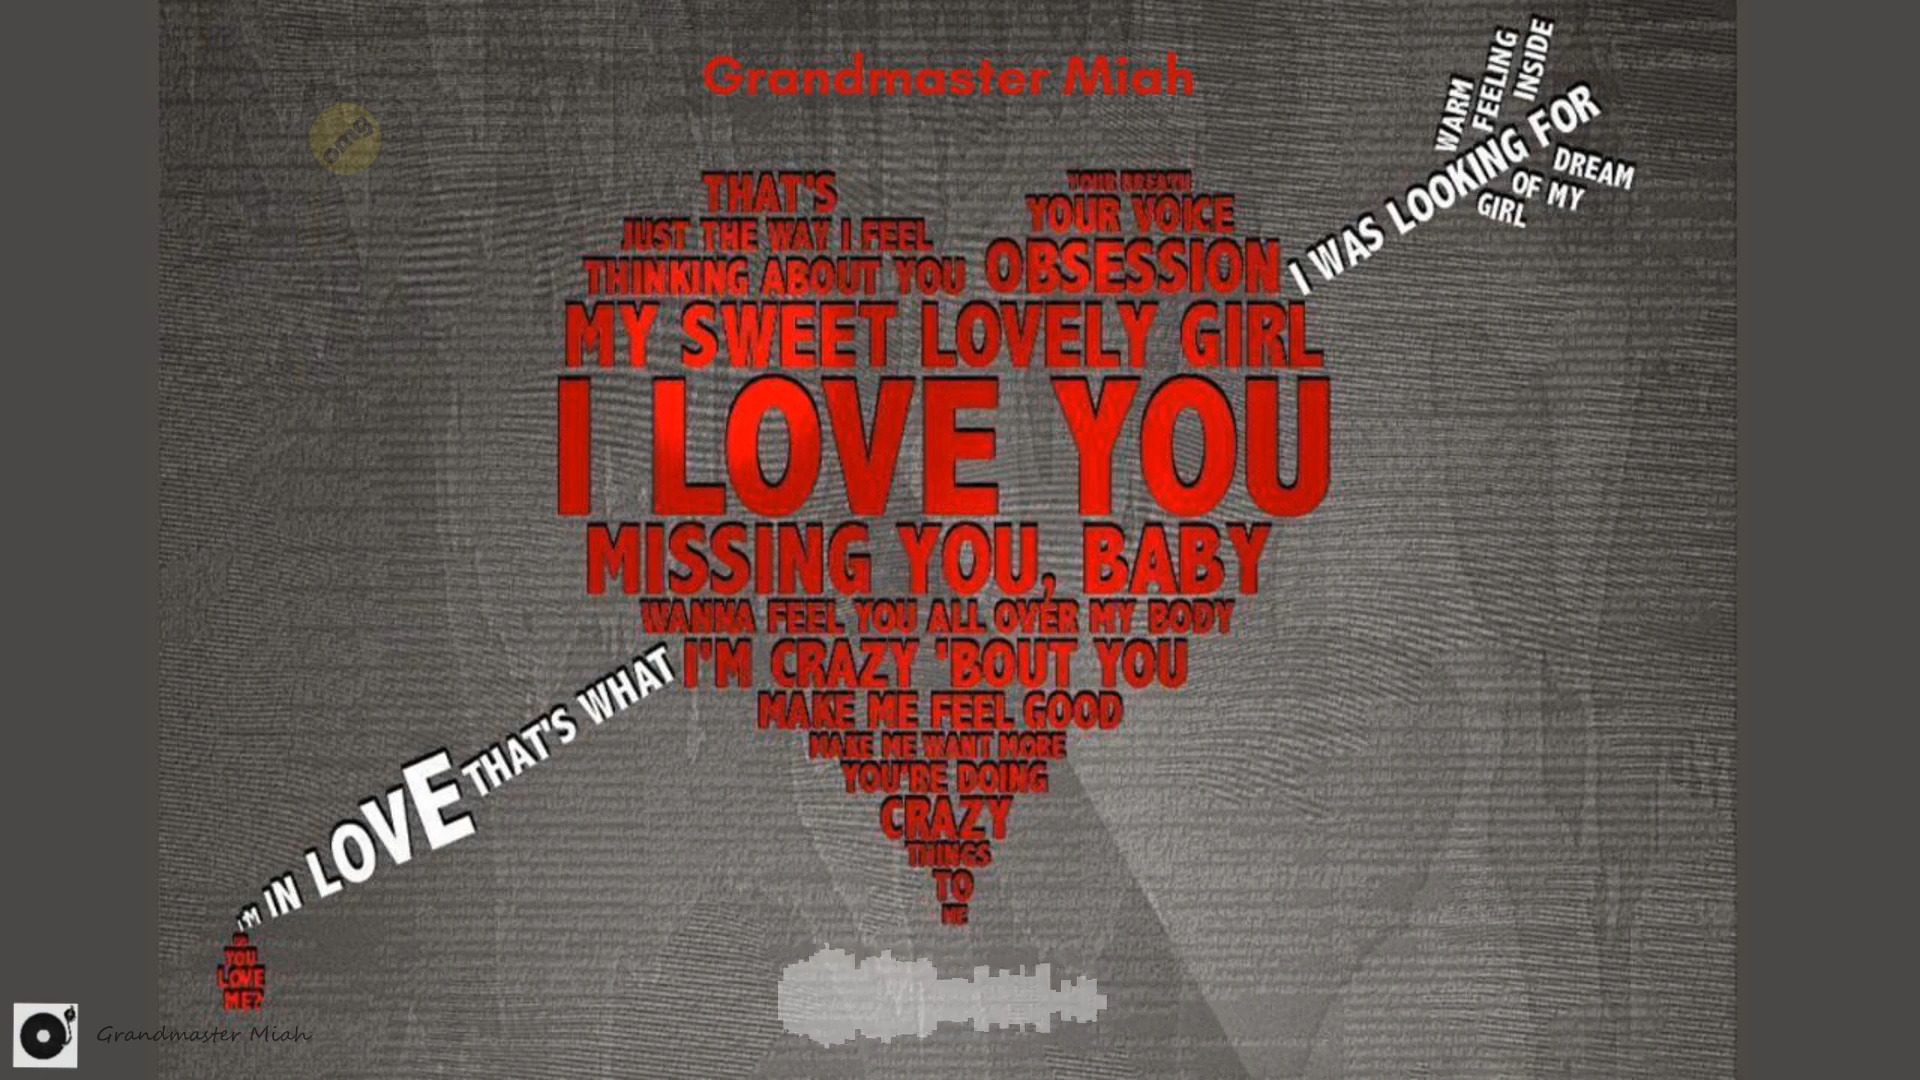 Grandmaster Miah
omg
THAT'S
JUST THE WAY I FEEL
THINKING ABOUT YOU
YOUR BREATH
YOUR VOICE
OBSESSION
MY SWEET LOVELY GIRL
I LOVE YOU
MISSING YOU, BABY
WANNA FEEL YOU ALL OVER MY BODY
I'M CRAZY 'BOUT YOU
MAKE ME FEEL GOOD
MAKE ME WANT MORE
YOU'RE DOING
CRAZY
THINGS
TO
ME
I'M IN LOVE THAT'S WHAT
I WAS LOOKING FOR
WARM
FEELING
INSIDE
DREAM
OF MY
GIRL
DO
YOU
LOVE
ME?
Grandmaster Miah